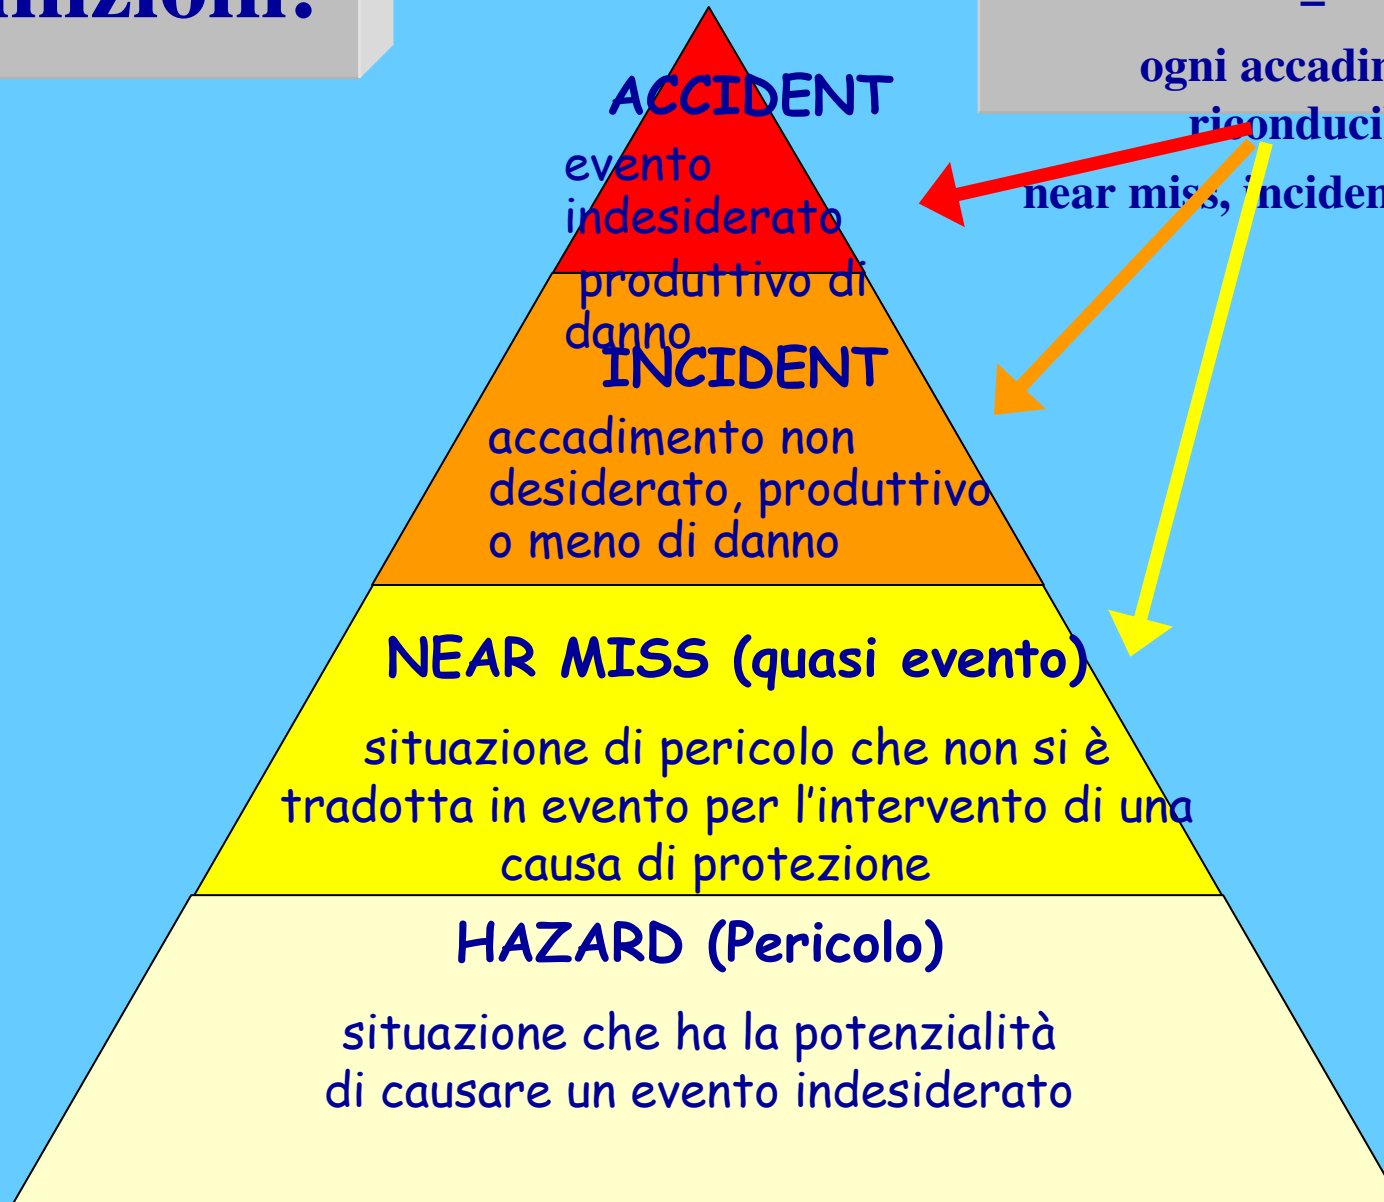 ACCIDENT
evento
indesiderato
produttivo di
danno
INCIDENT
accadimento non
desiderato, produttivo
o meno di danno
NEAR MISS (quasi evento)
situazione di pericolo che non si è
tradotta in evento per l’intervento di una
causa di protezione
HAZARD (Pericolo)
situazione che ha la potenzialità
di causare un evento indesiderato
ogni
near miss,